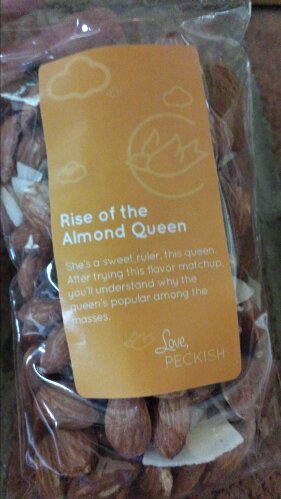 Rise of the
Almond Queen
She's a sweet ruler, this queen.
After trying this flavor matchup,
you'll understand why the
queen's popular among the
masses.
Love,
PECKISH